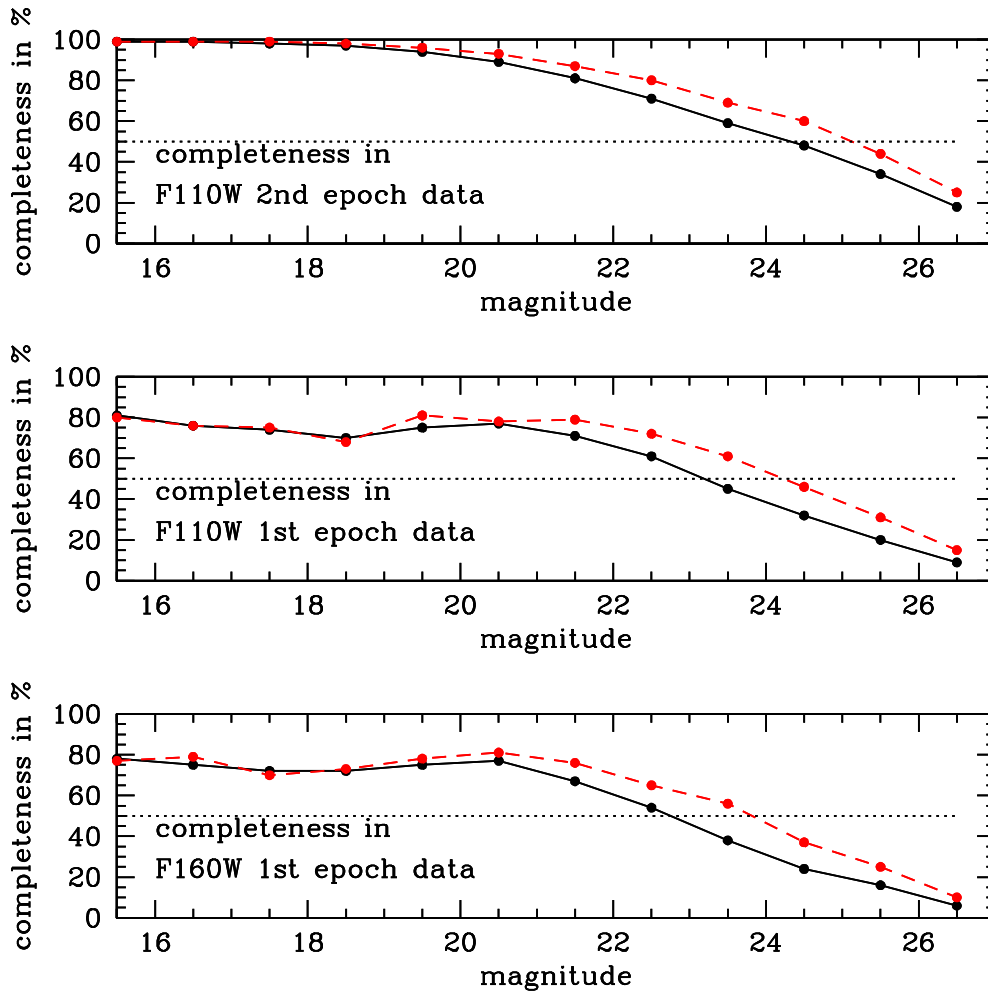 completeness in %
100
80
60
40
20
0
completeness in
F110W 2nd epoch data
16 18 20 22 24 26
magnitude
completeness in %
100
80
60
40
20
0
completeness in
F110W 1st epoch data
16 18 20 22 24 26
magnitude
completeness in %
100
80
60
40
20
0
completeness in
F160W 1st epoch data
16 18 20 22 24 26
magnitude